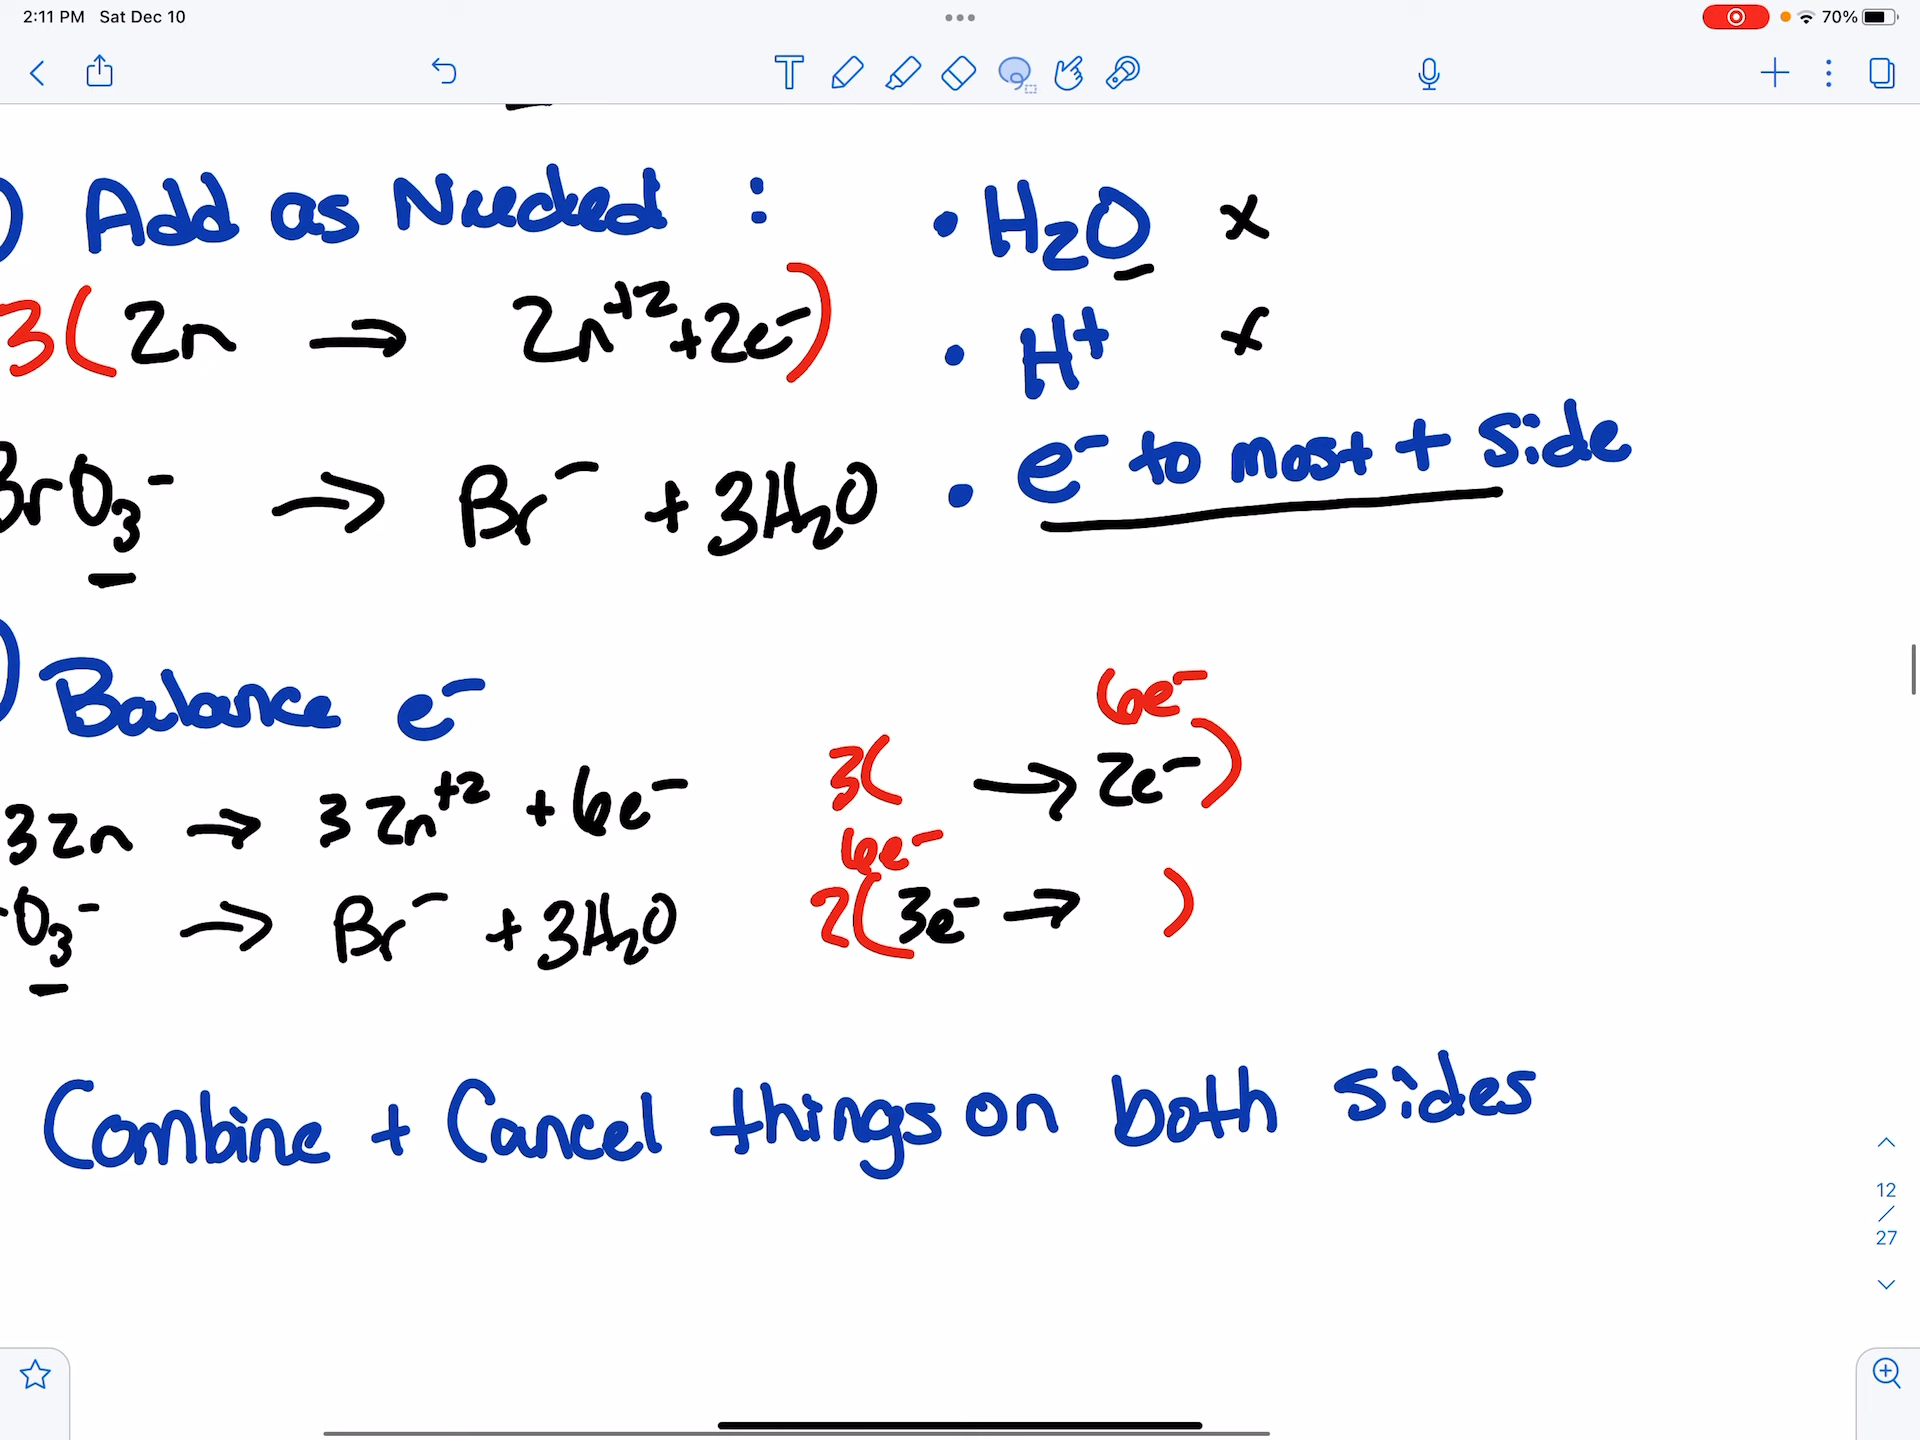 2:11 PM Sat Dec 10
70%
) Add as Needed :
• H2O x
3( Zn → Zn+2 +2e-)
• H+ x
BrO3- → Br- + 3H2O
• e- to most + side
) Balance e-
6e-
3( → 2e-)
3Zn → 3Zn+2 + 6e-
6e-
2(3e- → )
O3- → Br- + 3H2O
Combine + Cancel things on both sides
12
/
27